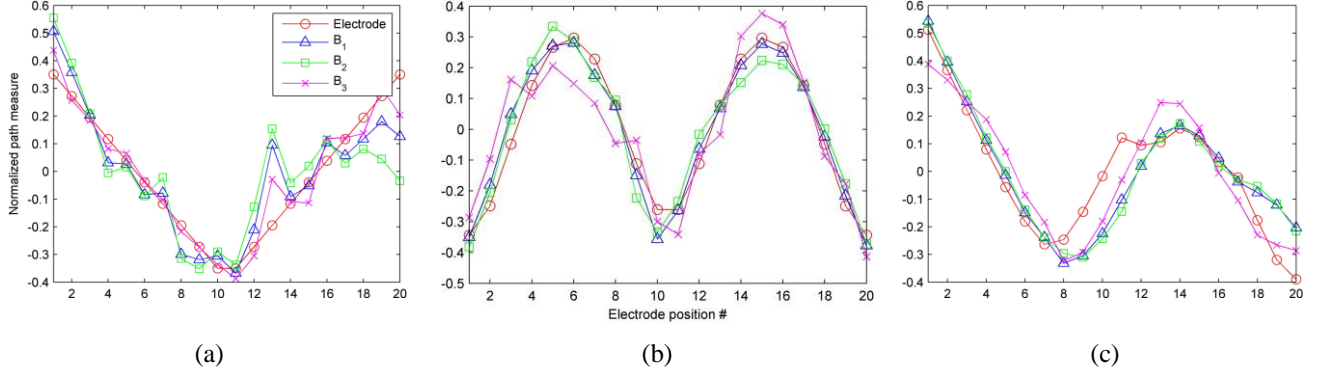 Normalized path measure
0.6
0.5
0.4
0.3
0.2
0.1
0
-0.1
-0.2
-0.3
-0.4
2 4 6 8 10 12 14 16 18 20
Electrode
B1
B2
B3
(a)
0.4
0.3
0.2
0.1
0
-0.1
-0.2
-0.3
-0.4
-0.5
2 4 6 8 10 12 14 16 18 20
Electrode position #
(b)
0.6
0.5
0.4
0.3
0.2
0.1
0
-0.1
-0.2
-0.3
-0.4
2 4 6 8 10 12 14 16 18 20
(c)